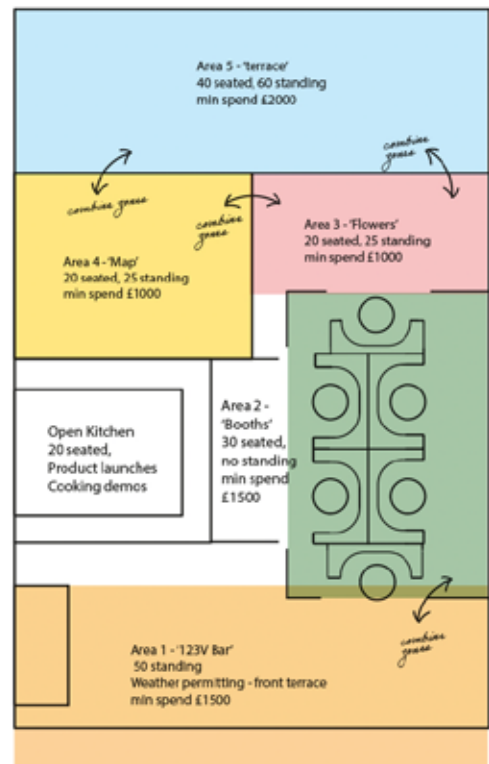 Area 5 - 'terrace'
40 seated, 60 standing
min spend £2000
combine zones
combine zones
combine zones
Area 3 - 'Flowers'
20 seated, 25 standing
min spend £1000
Area 4 - 'Map'
20 seated, 25 standing
min spend £1000
Area 2 -
'Booths'
30 seated,
no standing
min spend
£1500
Open Kitchen
20 seated,
Product launches
Cooking demos
combine zones
Area 1 - '123V Bar'
50 standing
Weather permitting - front terrace
min spend £1500